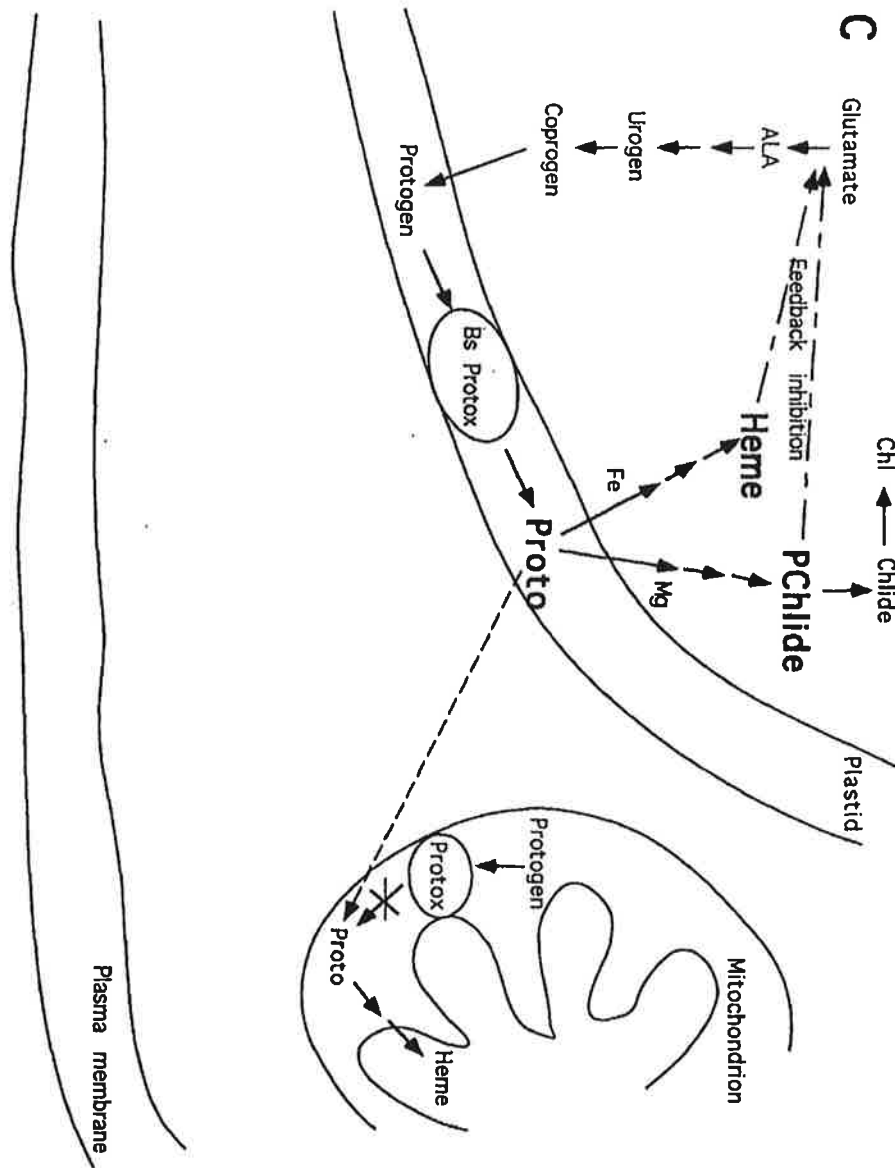 C
Glutamate
ALA
Urogen
Coprogen
Protogen
Bs Protox
Proto
Fe
Heme
Mg
PChlide
Chlide
Chl
Feedback inhibition
Plastid
Mitochondrion
Protogen
Protox
Proto
Heme
Plasma membrane